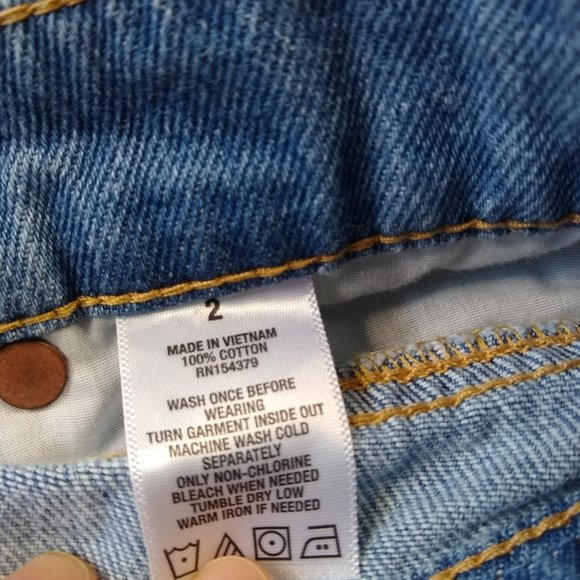 2
MADE IN VIETNAM
100% COTTON
RN154379
WASH ONCE BEFORE
WEARING
TURN GARMENT INSIDE OUT
MACHINE WASH COLD
SEPARATELY
ONLY NON-CHLORINE
BLEACH WHEN NEEDED
TUMBLE DRY LOW
WARM IRON IF NEEDED